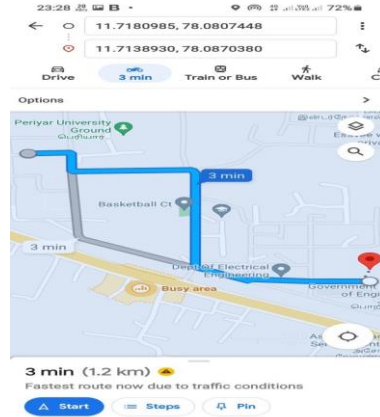 23:28
72%
11.7180985,78.0807448
11.7138930,78.0870380
Drive
3 min
Train or Bus
Walk
Options
Periyar University
Ground
3 min
Basketball Ct
3 min
Dept Of Electrical
Engineering
Busy area
Government
of Engi
3 min (1.2 km)
Fastest route now due to traffic conditions
Start
Steps
Pin